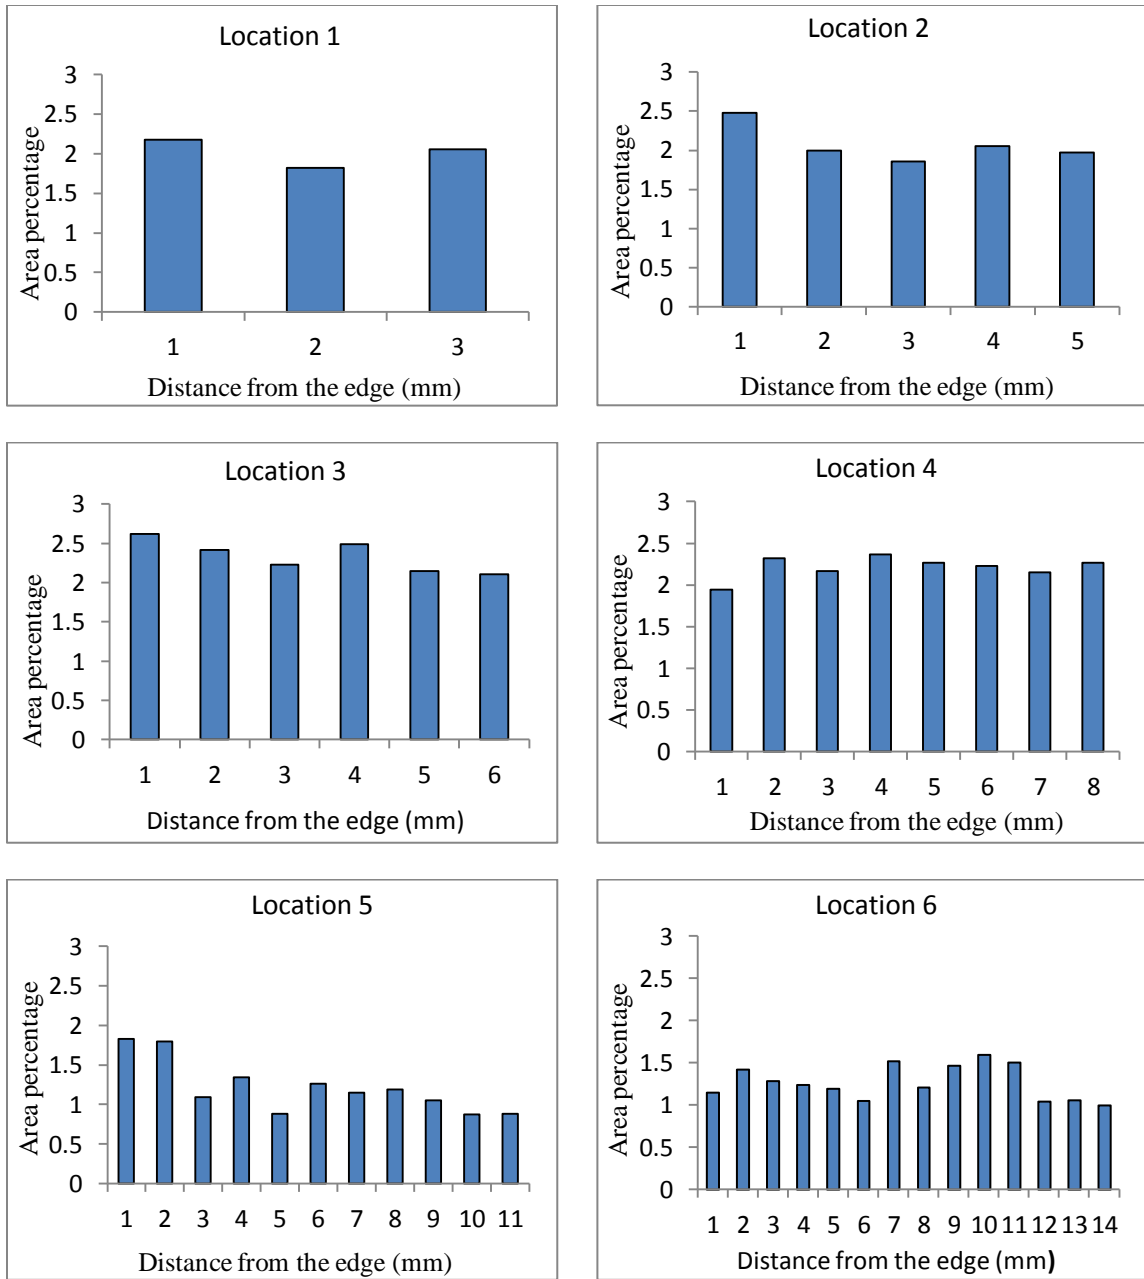 Location 1
Area percentage
3
2.5
2
1.5
1
0.5
0
1 2 3
Distance from the edge (mm)
Location 2
Area percentage
3
2.5
2
1.5
1
0.5
0
1 2 3 4 5
Distance from the edge (mm)
Location 3
Area percentage
3
2.5
2
1.5
1
0.5
0
1 2 3 4 5 6
Distance from the edge (mm)
Location 4
Area percentage
3
2.5
2
1.5
1
0.5
0
1 2 3 4 5 6 7 8
Distance from the edge (mm)
Location 5
Area percentage
3
2.5
2
1.5
1
0.5
0
1 2 3 4 5 6 7 8 9 10 11
Distance from the edge (mm)
Location 6
Area percentage
3
2.5
2
1.5
1
0.5
0
1 2 3 4 5 6 7 8 9 10 11 12 13 14
Distance from the edge (mm)